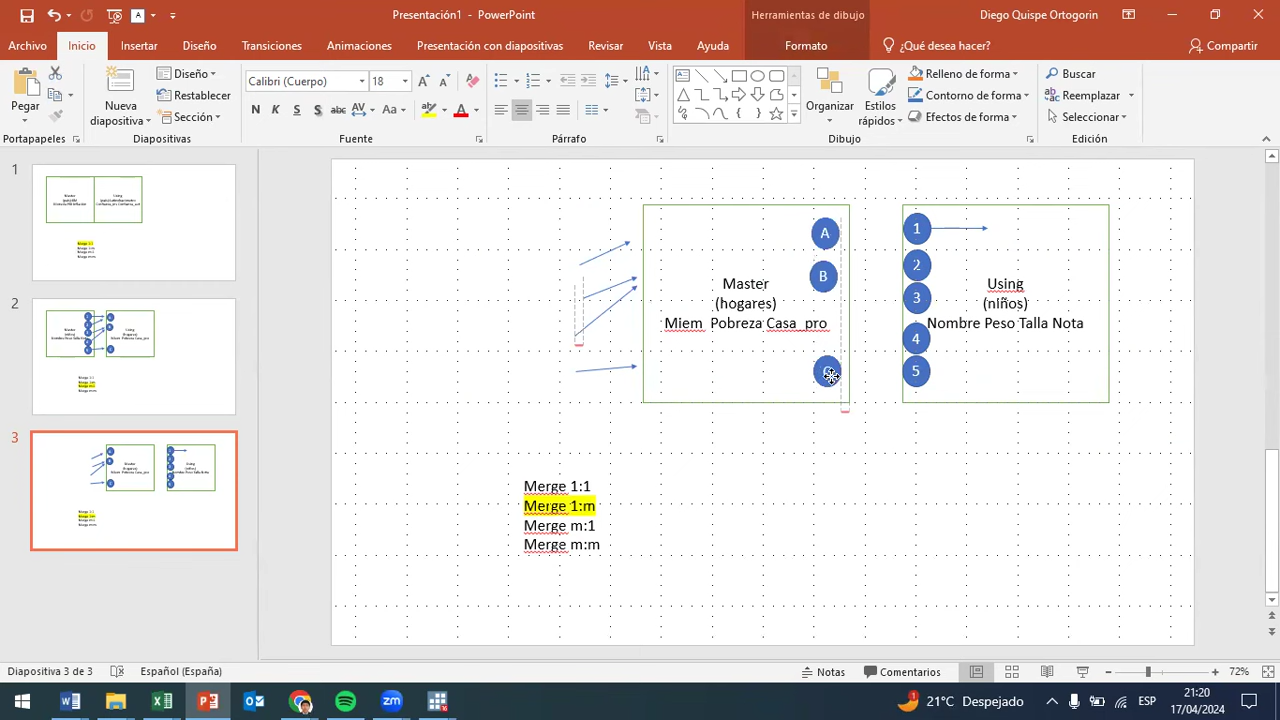 Presentación1 - PowerPoint
Herramientas de dibujo
Diego Quispe Ortogorin
Archivo Inicio Insertar Diseño Transiciones Animaciones Presentación con diapositivas Revisar Vista Ayuda Formato ¿Qué desea hacer? Compartir
Pegar
Nueva diapositiva
Diseño
Restablecer
Sección
Calibri (Cuerpo) 18
N K S S abc AV Aa A
Organizar
Estilos rápidos
Relleno de forma
Contorno de forma
Efectos de forma
Buscar
Reemplazar
Seleccionar
Portapapeles Diapositivas Fuente Párrafo Dibujo Edición
1
2
3
A
B
1
2
3
4
5
Master
(hogares)
Miem Pobreza Casa_pro
Using
(niños)
Nombre Peso Talla Nota
Merge 1:1
Merge 1:m
Merge m:1
Merge m:m
Diapositiva 3 de 3 Español (España) Notas Comentarios 72%
21°C Despejado
ESP
21:20
17/04/2024